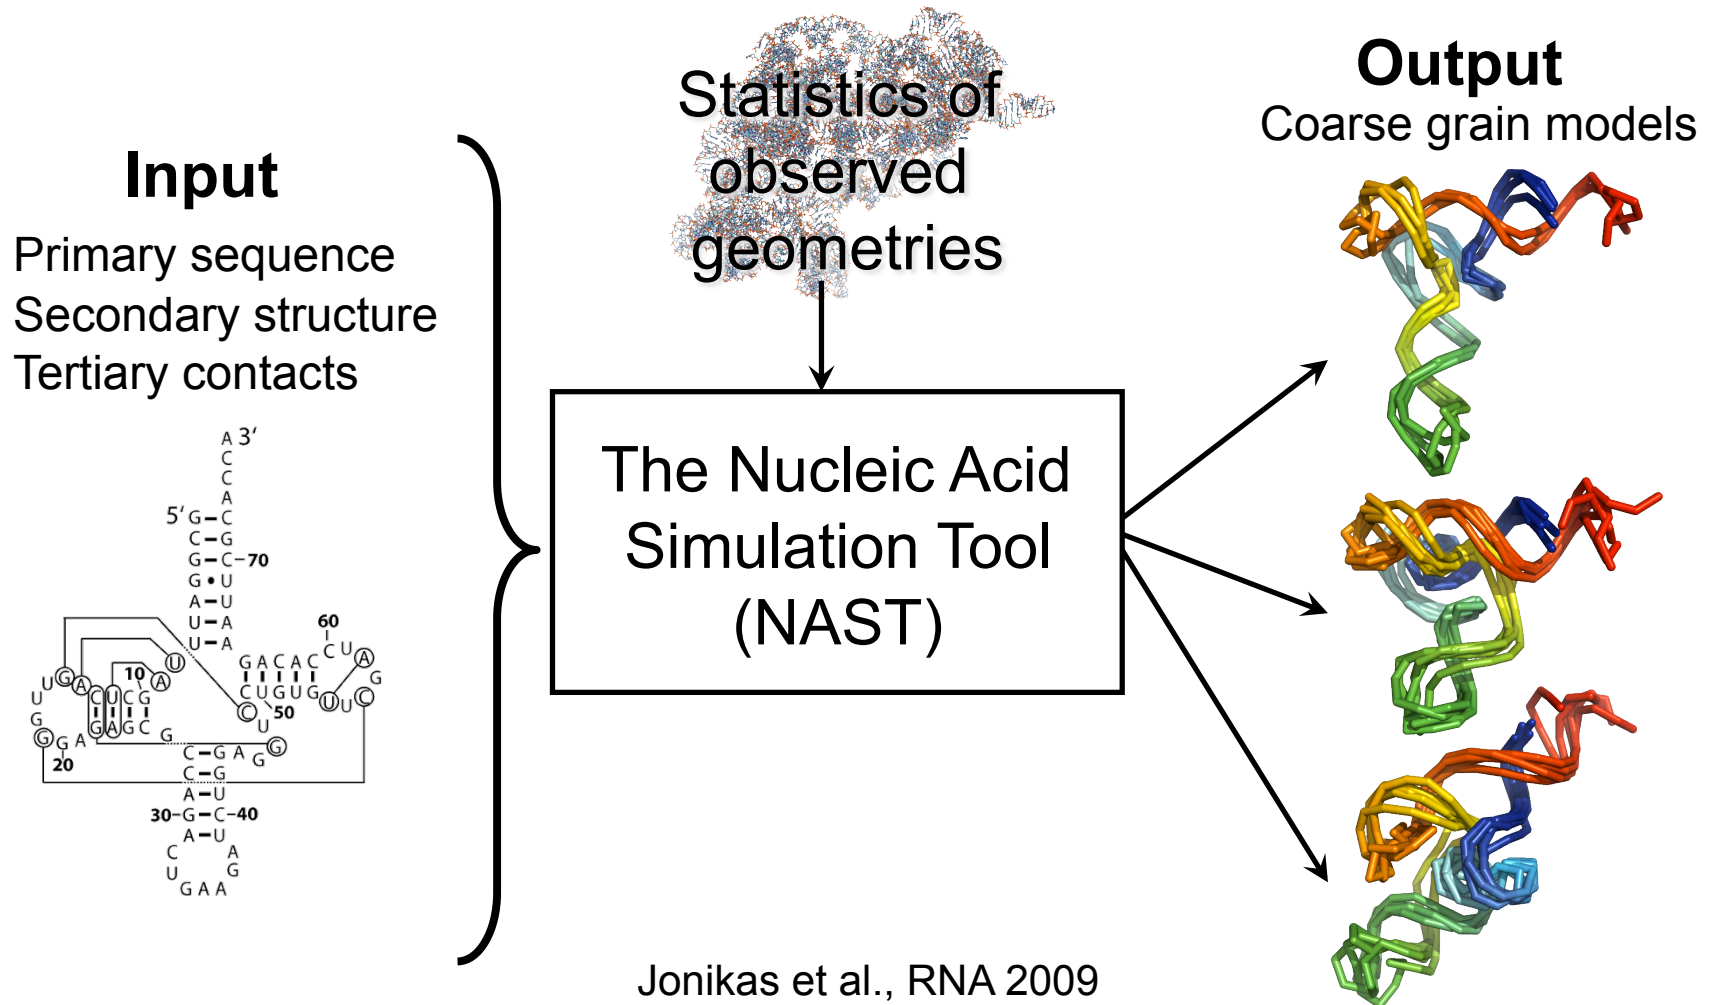 Input
Primary sequence
Secondary structure
Tertiary contacts
A 3'
C
C
A
5' G C
C G
G C 70
G U
A U
U A
U A
60
G A C A C C U A
C U G U G U U C
G
C
50
U
G
10
U U G A C U C G A U
G
G
G G A G A G C G
20
C G A G G
C G
A U
30 G C 40
A U
C A
U G
G A A A
Statistics of
observed
geometries
The Nucleic Acid
Simulation Tool
(NAST)
Output
Coarse grain models
Jonikas et al., RNA 2009